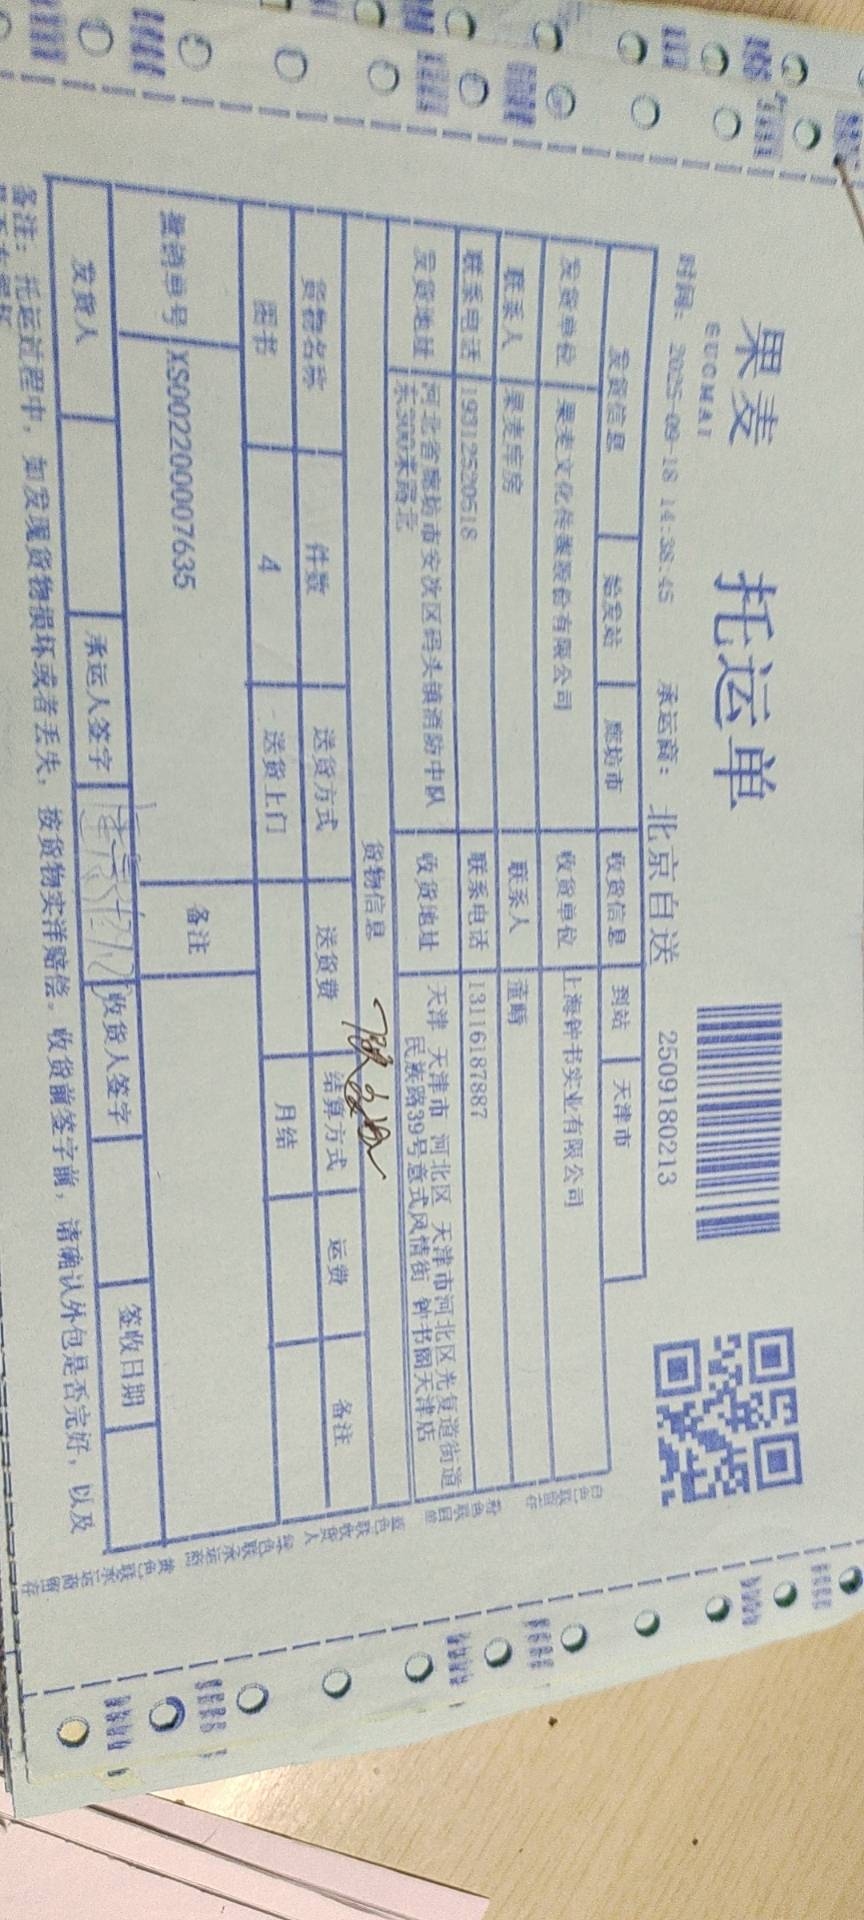 果麦
GUOMAI
托运单
时间: 2025-09-18 14:38:45 承运商: 北京自送 2509180213
发货信息 始发站 廊坊市 收货信息 到站 天津市
发货单位 果麦文化传媒股份有限公司 收货单位 上海钟书实业有限公司
联系人 果麦库房 联系人
联系电话 19312520518 联系电话 13116187887
发货地址 河北省廊坊市安次区码头镇消防中队 收货地址 天津 天津市 河北区 天津市河北区光复道街道
东300米路北 民族路39号意式风情街 钟书阁天津店
货物信息
货物名称 件数 送货方式 送货费 结算方式 运费 备注
图书 4 送货上门 月结
XS002200007635 备注
发货人 承运人签字 收货人签字 签收日期
备注: 托运过程中, 如发现货物损坏或者丢失, 按货物实洋赔偿。收货前签字前, 请确认外包是否完好, 以及